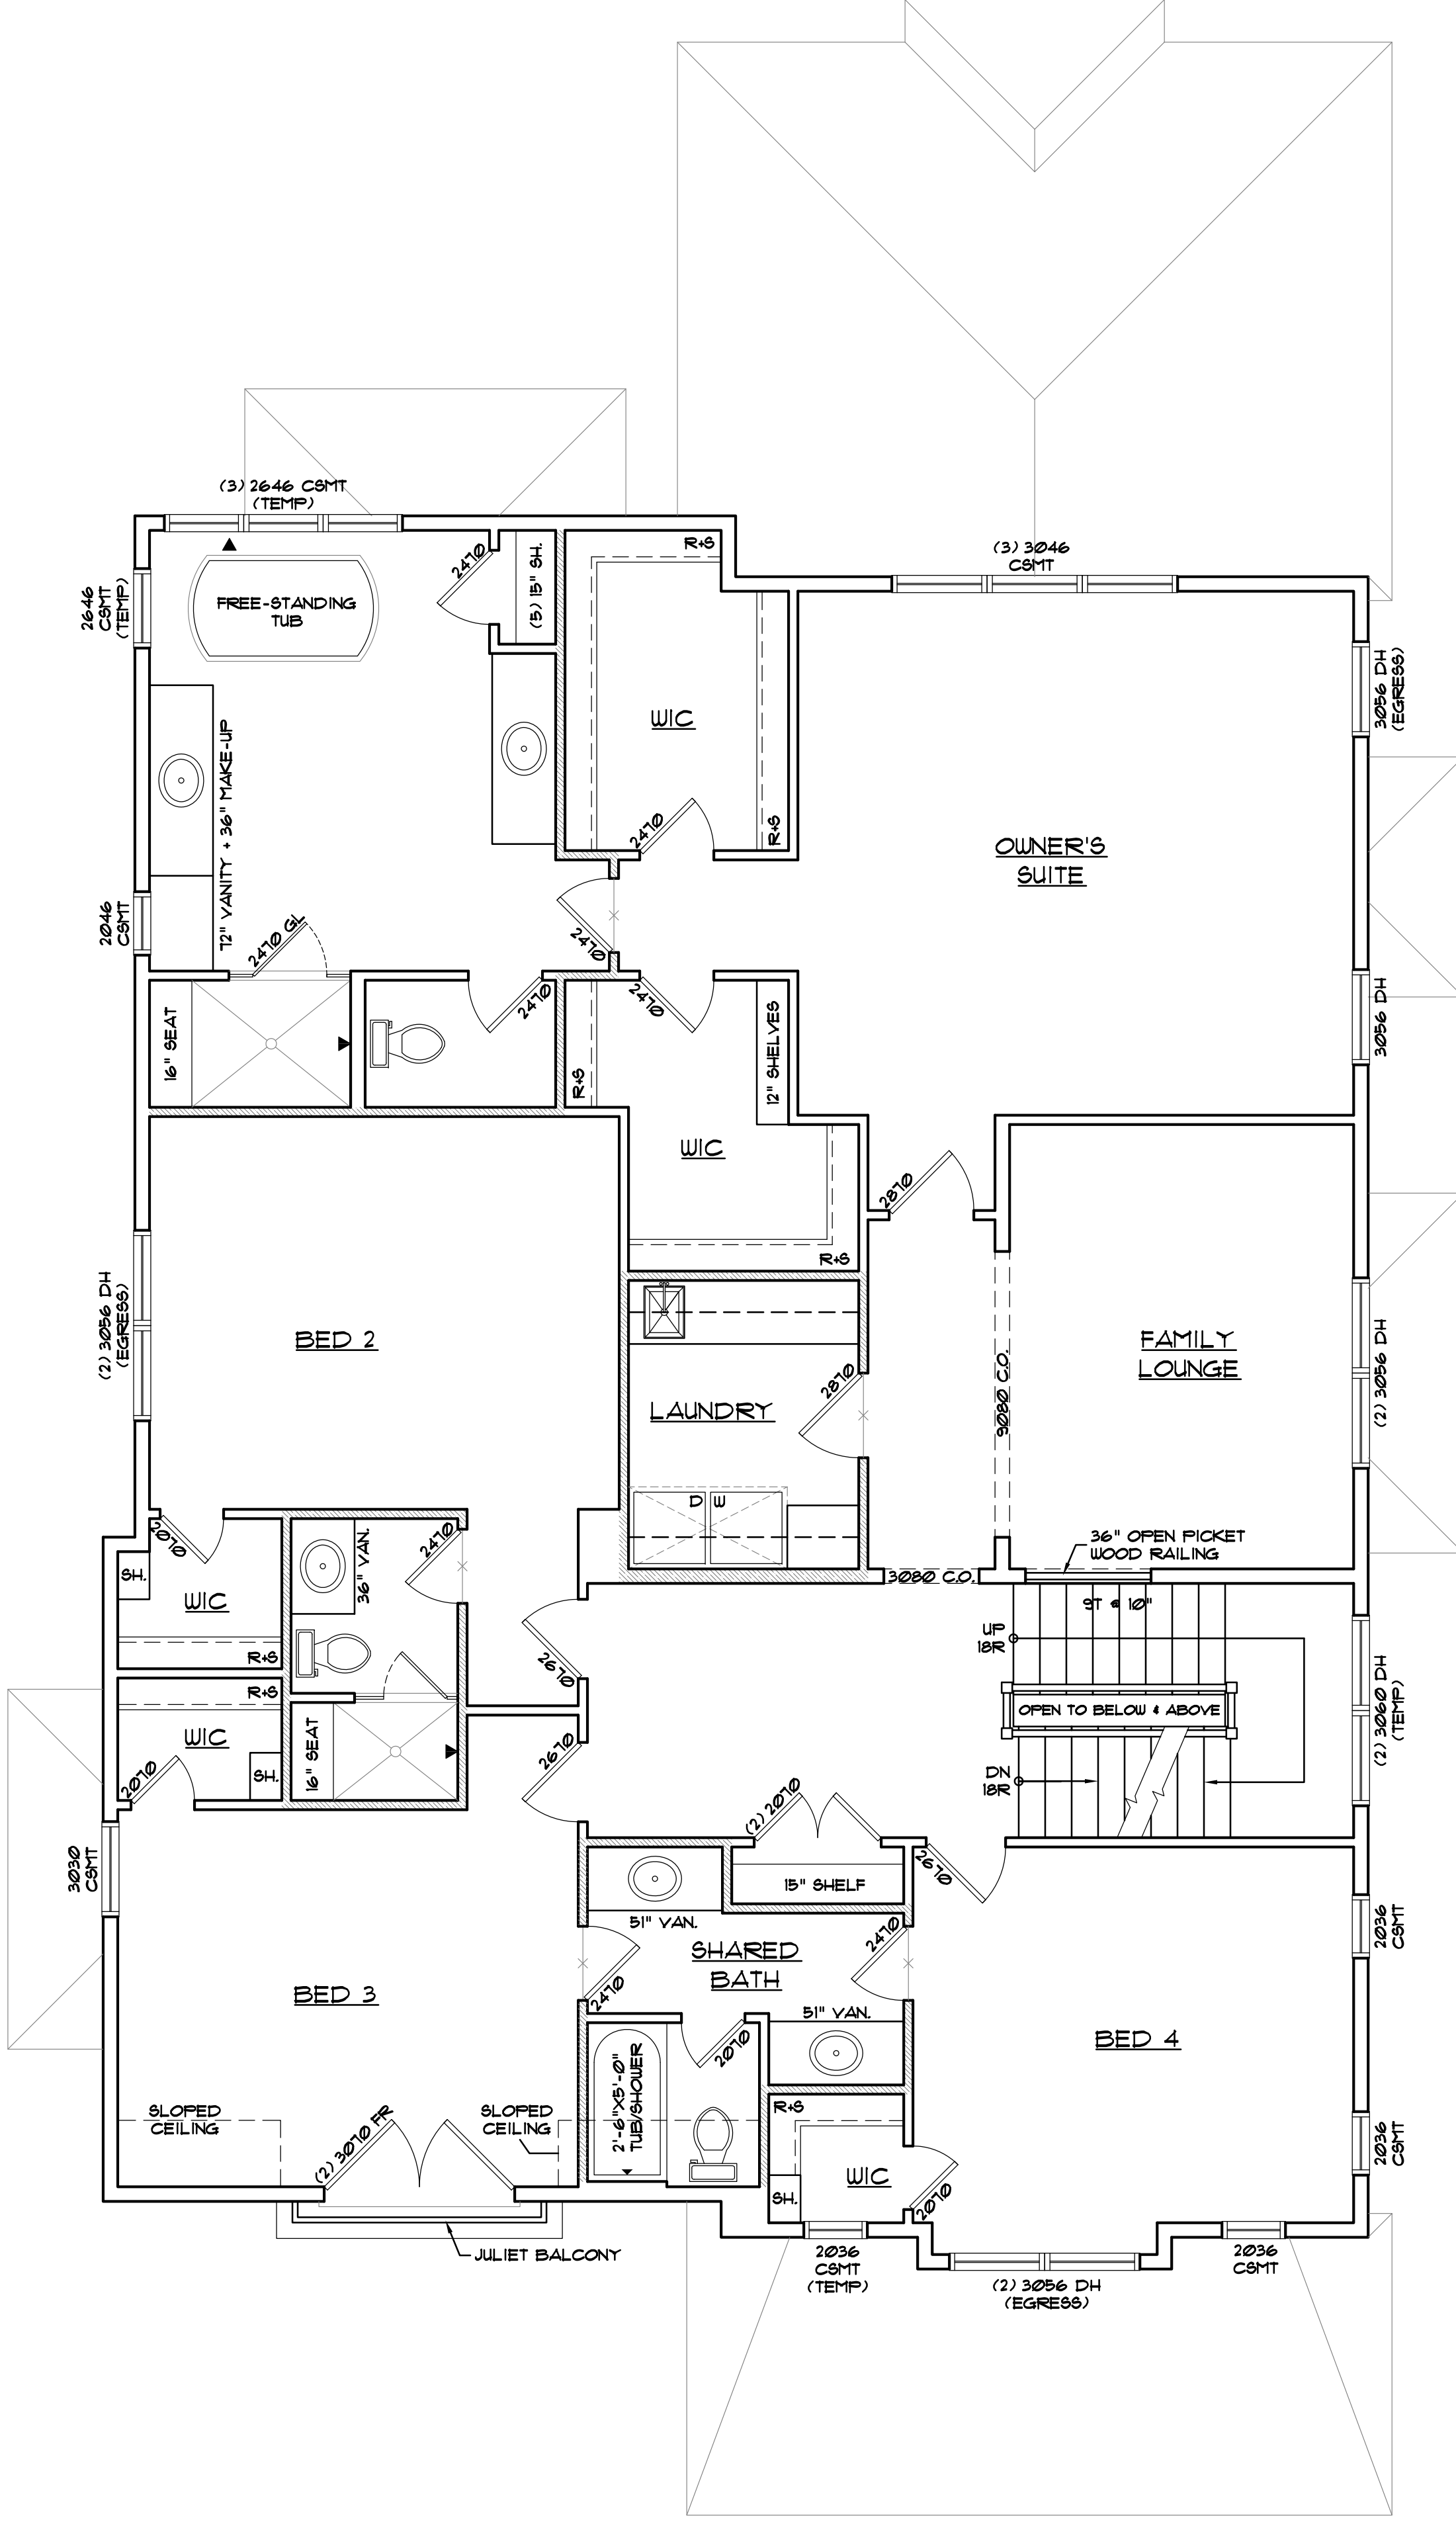 (3) 2646 CSMT
(TEMP)
2646
CSMT
(TEMP)
FREE-STANDING
TUB
2470
(5) 15" SH.
R+S
(3) 3046
CSMT
3056 DH
(EGRESS)
WIC
72" VANITY + 36" MAKE-UP
2470
R+S
OWNER'S
SUITE
2046
CSMT
2470 GL
2470
2470
2470
16" SEAT
R+S
12" SHELVES
3056 DH
WIC
2870
R+S
(2) 3056 DH
(EGRESS)
BED 2
LAUNDRY
2870
9080 C.O.
FAMILY
LOUNGE
(2) 3056 DH
D W
36" OPEN PICKET
WOOD RAILING
3080 C.O.
9T @ 10"
2070
SH.
WIC
R+S
36" VAN.
2470
2670
UP
18R
OPEN TO BELOW & ABOVE
(2) 3060 DH
(TEMP)
R+S
WIC
2070
SH.
16" SEAT
2670
DN
18R
(2) 2070
3030
CSMT
15" SHELF
2670
51" VAN.
2036
CSMT
SHARED
BATH
2470
2470
BED 3
51" VAN.
BED 4
2070
2'-6"X5'-0"
TUB/SHOWER
SLOPED
CEILING
(2) 3070 FR
SLOPED
CEILING
R+S
WIC
SH.
2070
2036
CSMT
JULIET BALCONY
2036
CSMT
(TEMP)
(2) 3056 DH
(EGRESS)
2036
CSMT